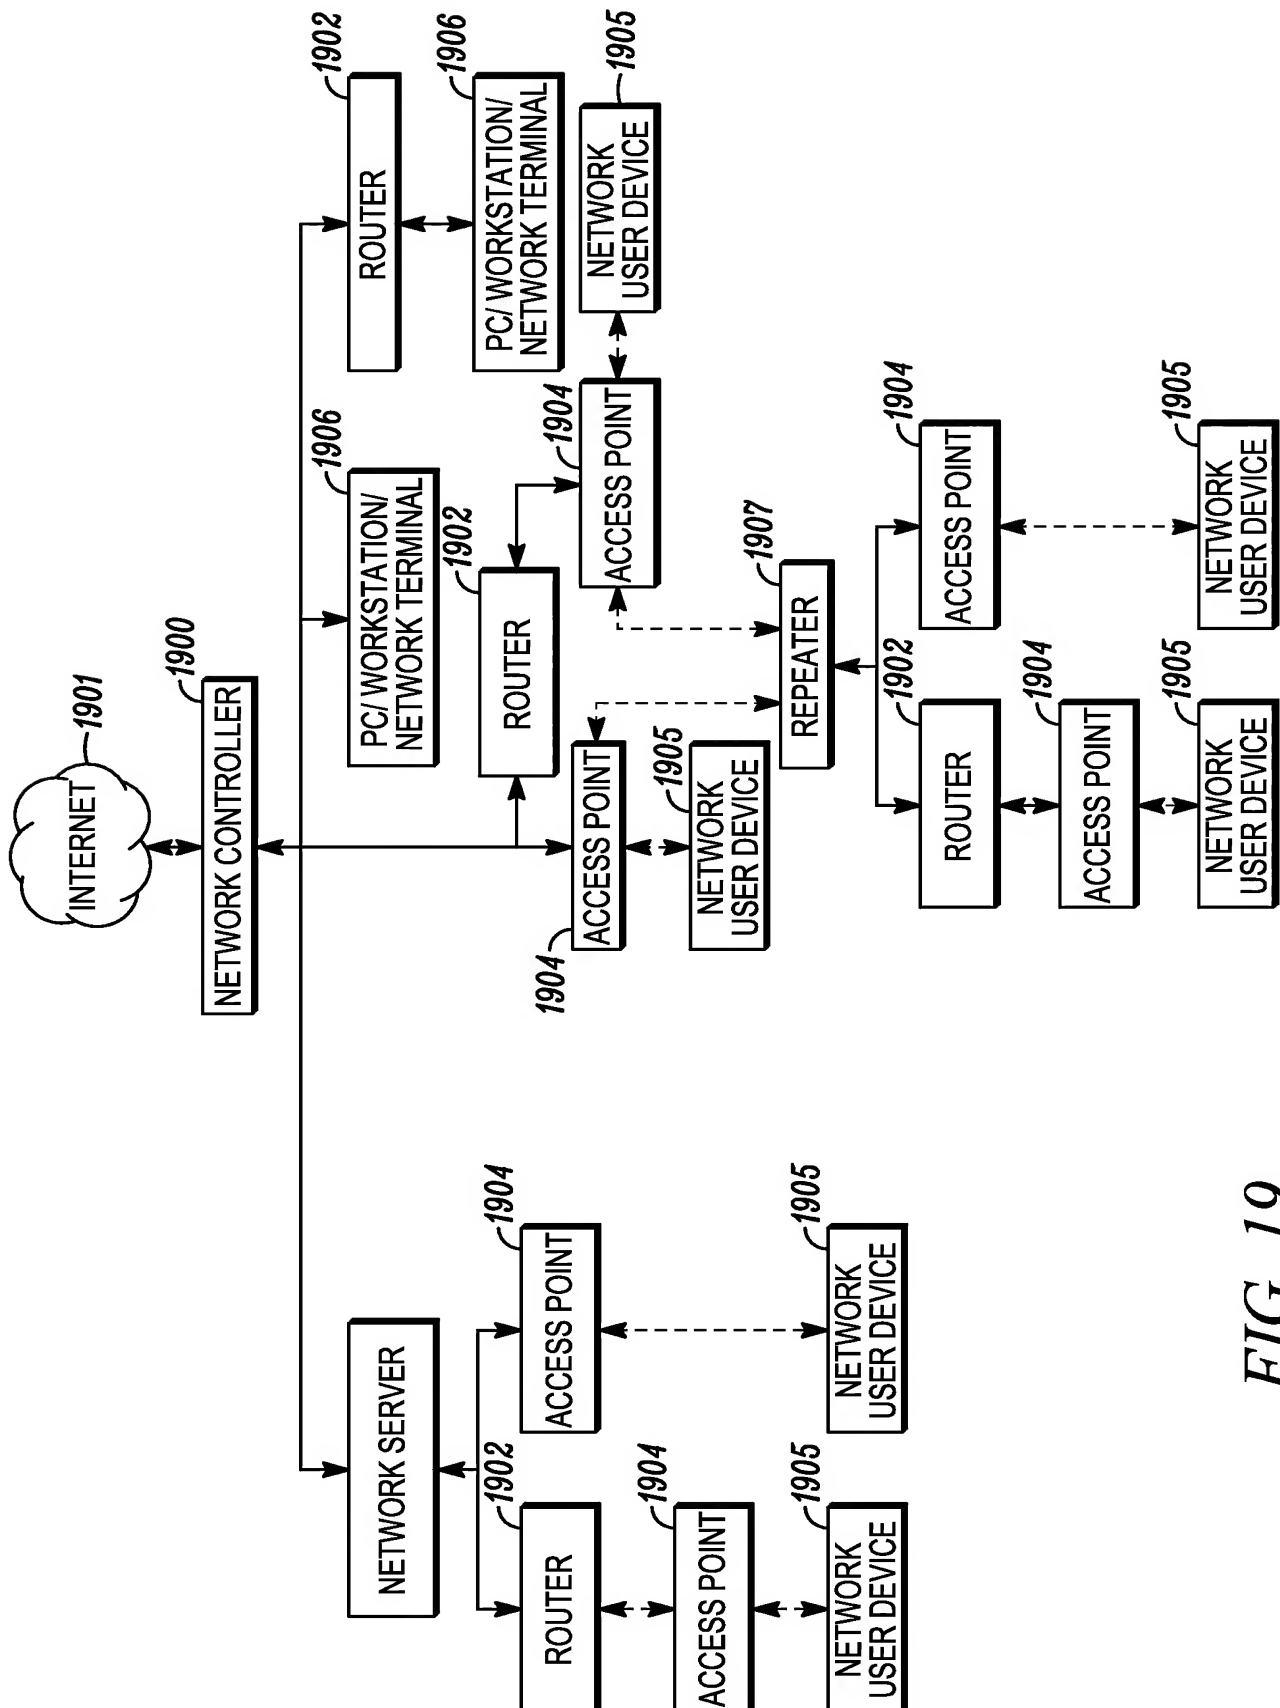 INTERNET
1901
NETWORK CONTROLLER
1900
NETWORK SERVER
PC/ WORKSTATION/
NETWORK TERMINAL
1906
ROUTER
1902
PC/ WORKSTATION/
NETWORK TERMINAL
1906
ROUTER
1902
ACCESS POINT
1904
ROUTER
1902
ACCESS POINT
1904
NETWORK
USER DEVICE
1905
ACCESS POINT
1904
NETWORK
USER DEVICE
1905
ACCESS POINT
1904
NETWORK
USER DEVICE
1905
NETWORK
USER DEVICE
1905
REPEATER
1907
ROUTER
1902
ACCESS POINT
1904
ACCESS POINT
1904
NETWORK
USER DEVICE
1905
NETWORK
USER DEVICE
1905
FIG. 19